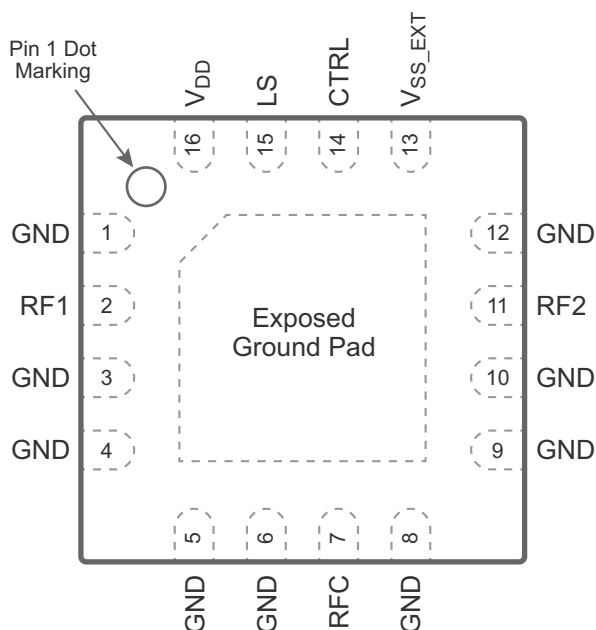 Pin 1 Dot
Marking
VDD
LS
CTRL
VSS_EXT
16
15
14
13
GND
1
12
GND
RF1
2
11
RF2
GND
3
10
GND
GND
4
9
GND
Exposed
Ground Pad
5
6
7
8
GND
GND
RFC
GND